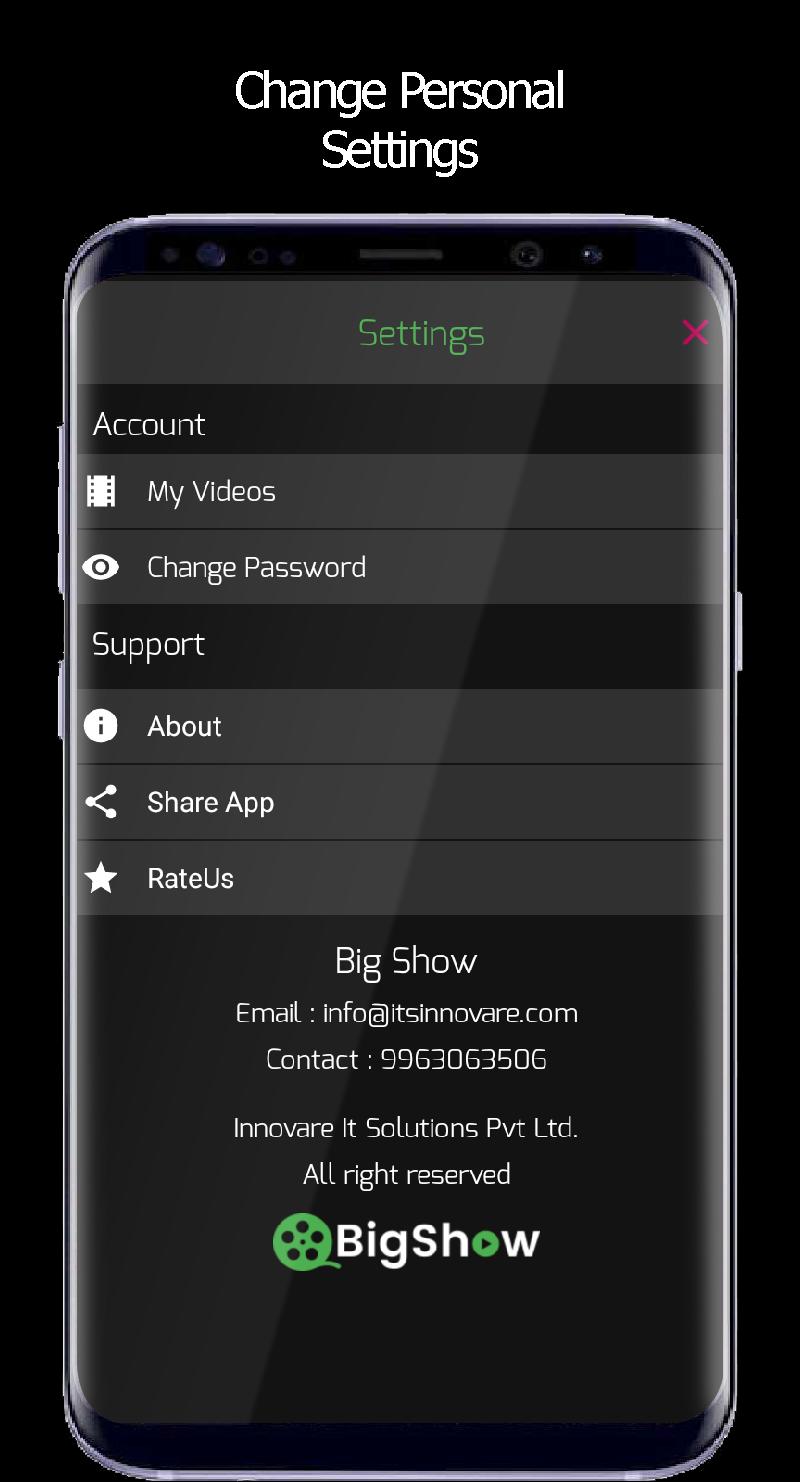 Change Personal
Settings
Settings
Account
My Videos
Change Password
Support
About
Share App
RateUs
Big Show
Email : info@itsinnovare.com
Contact : 9963063506
Innovare It Solutions Pvt Ltd.
All right reserved
BigShow